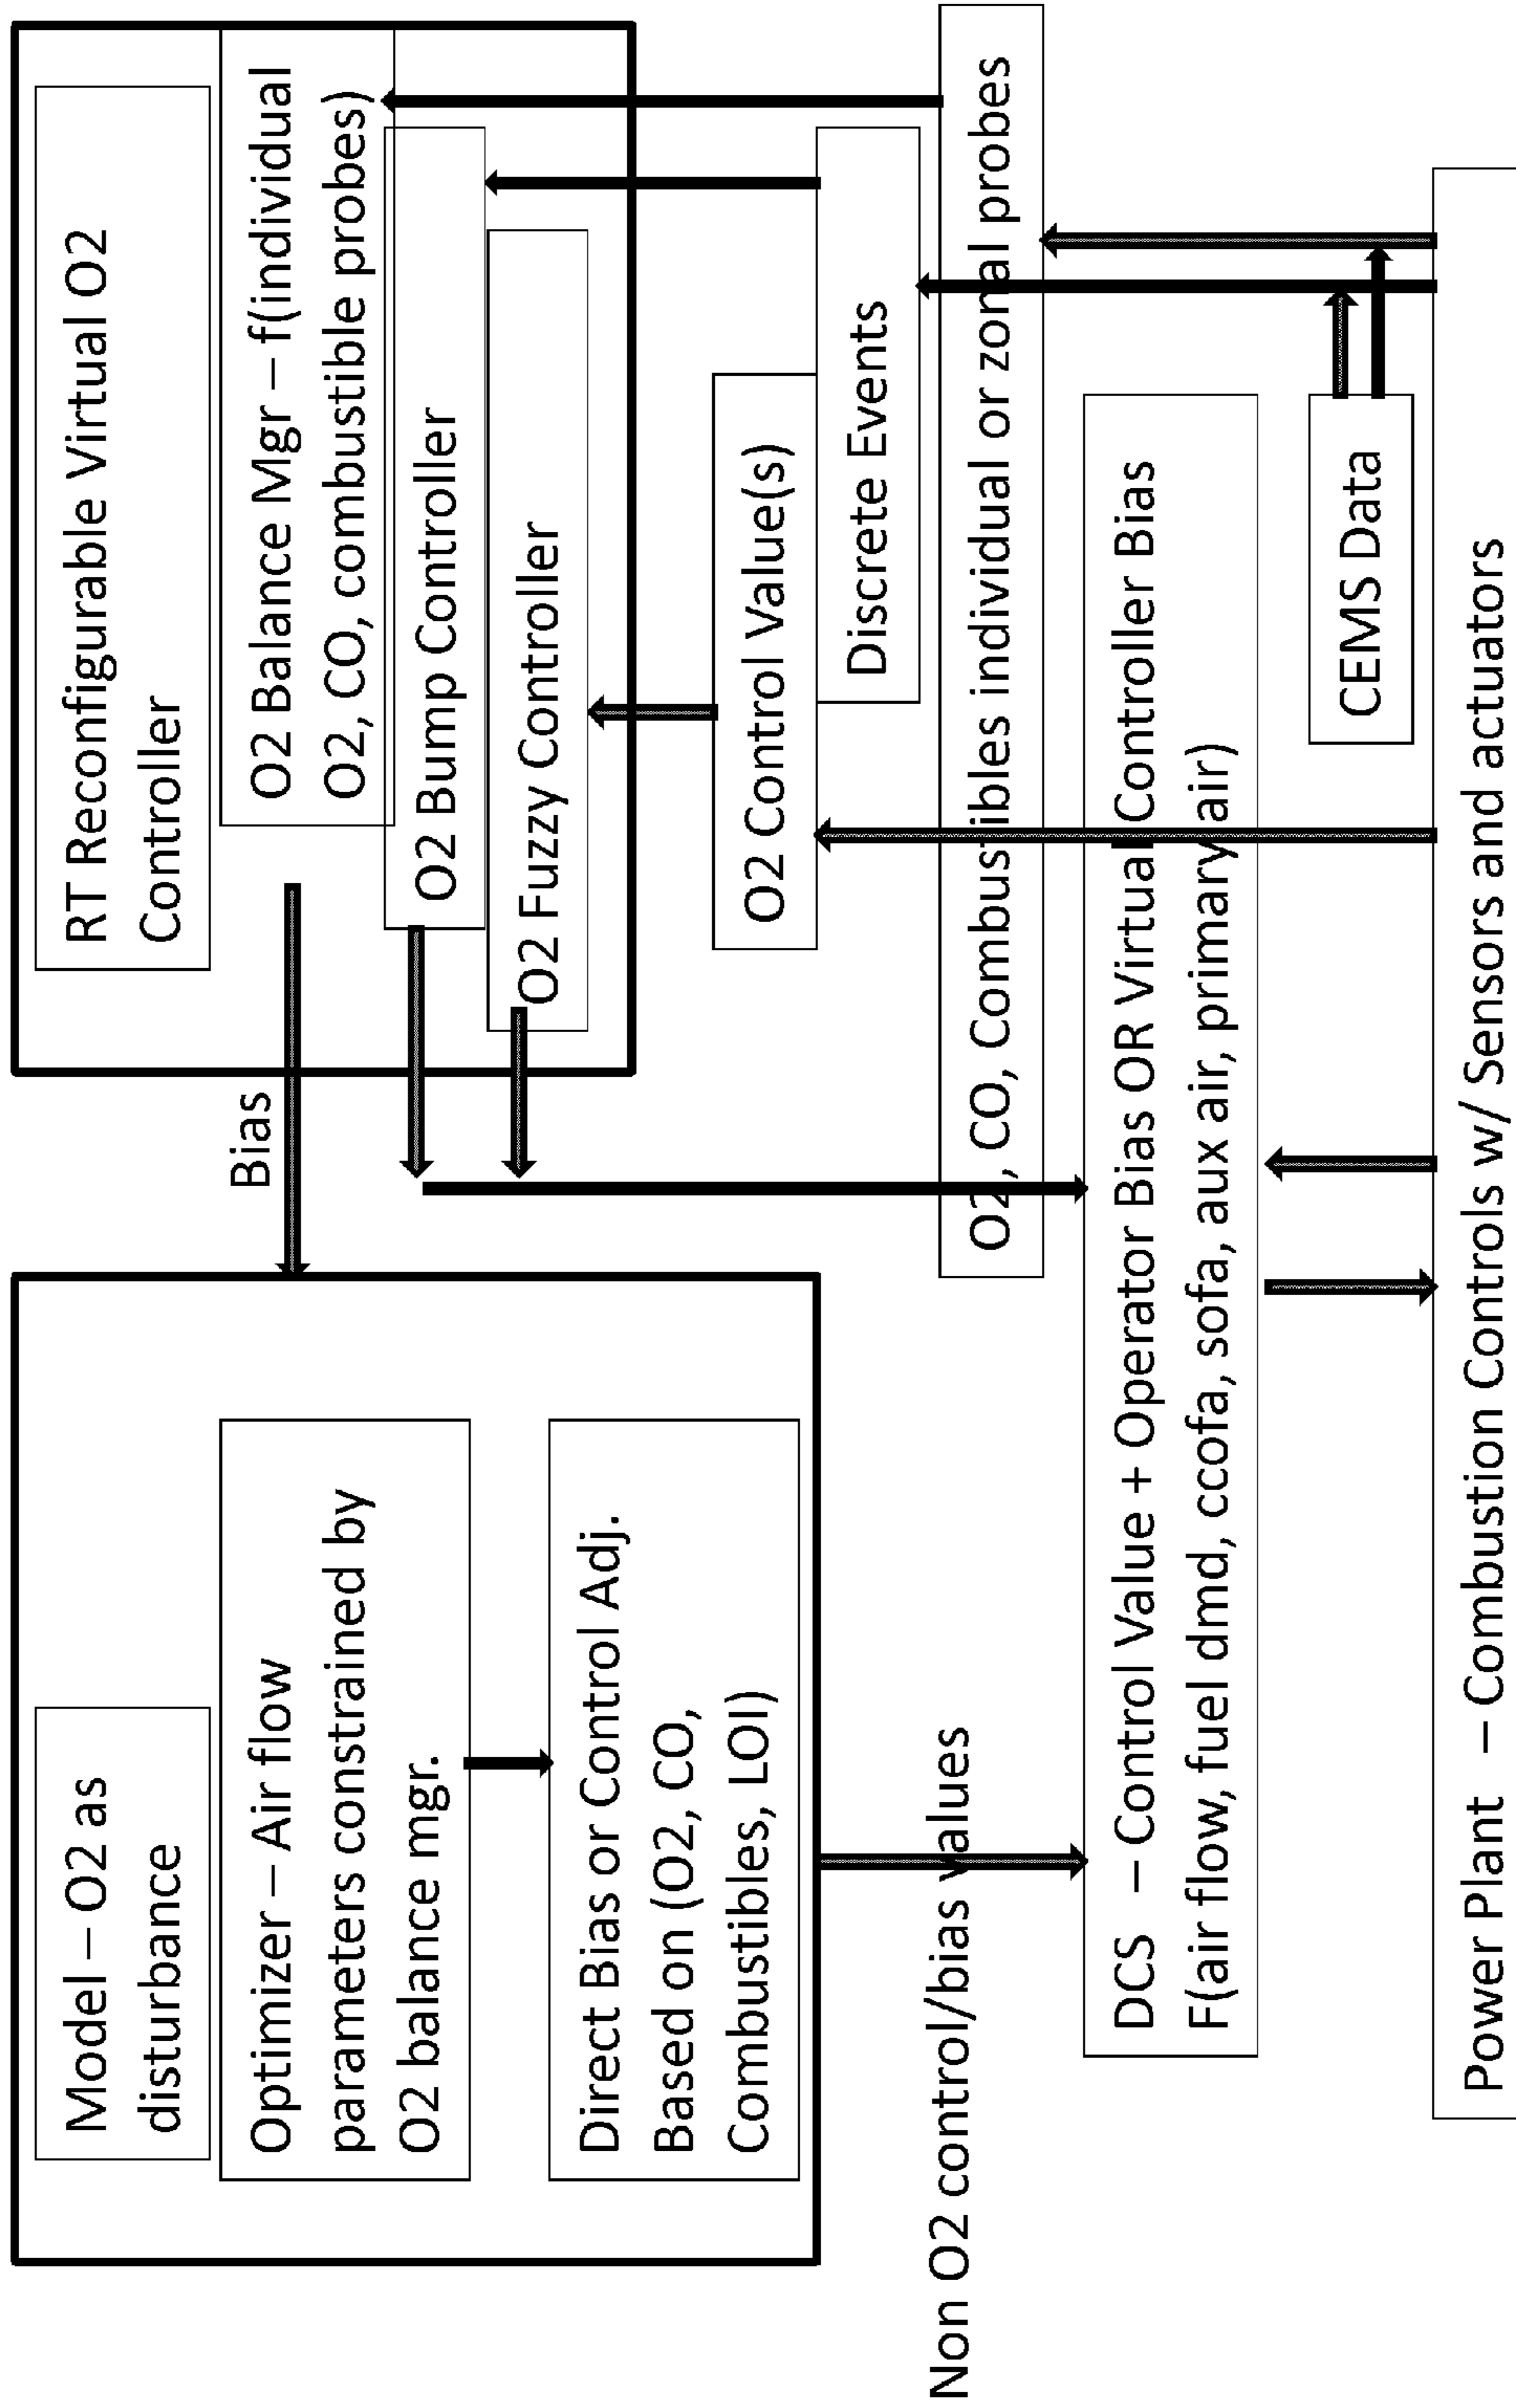 Model – O2 as
disturbance
Optimizer – Air flow
parameters constrained by
O2 balance mgr.
Direct Bias or Control Adj.
Based on (O2, CO,
Combustibles, LOI)
Bias
RT Reconfigurable Virtual O2
Controller
O2 Balance Mgr – f(individual
O2, CO, combustible probes)
O2 Bump Controller
O2 Fuzzy Controller
O2 Control Value(s)
Discrete Events
Non O2 control/bias values
O2, CO, Combustibles individual or zonal probes
DCS – Control Value + Operator Bias OR Virtual Controller Bias
F(air flow, fuel dmd, ccofa, sofa, aux air, primary air)
CEMS Data
Power Plant – Combustion Controls w/ Sensors and actuators